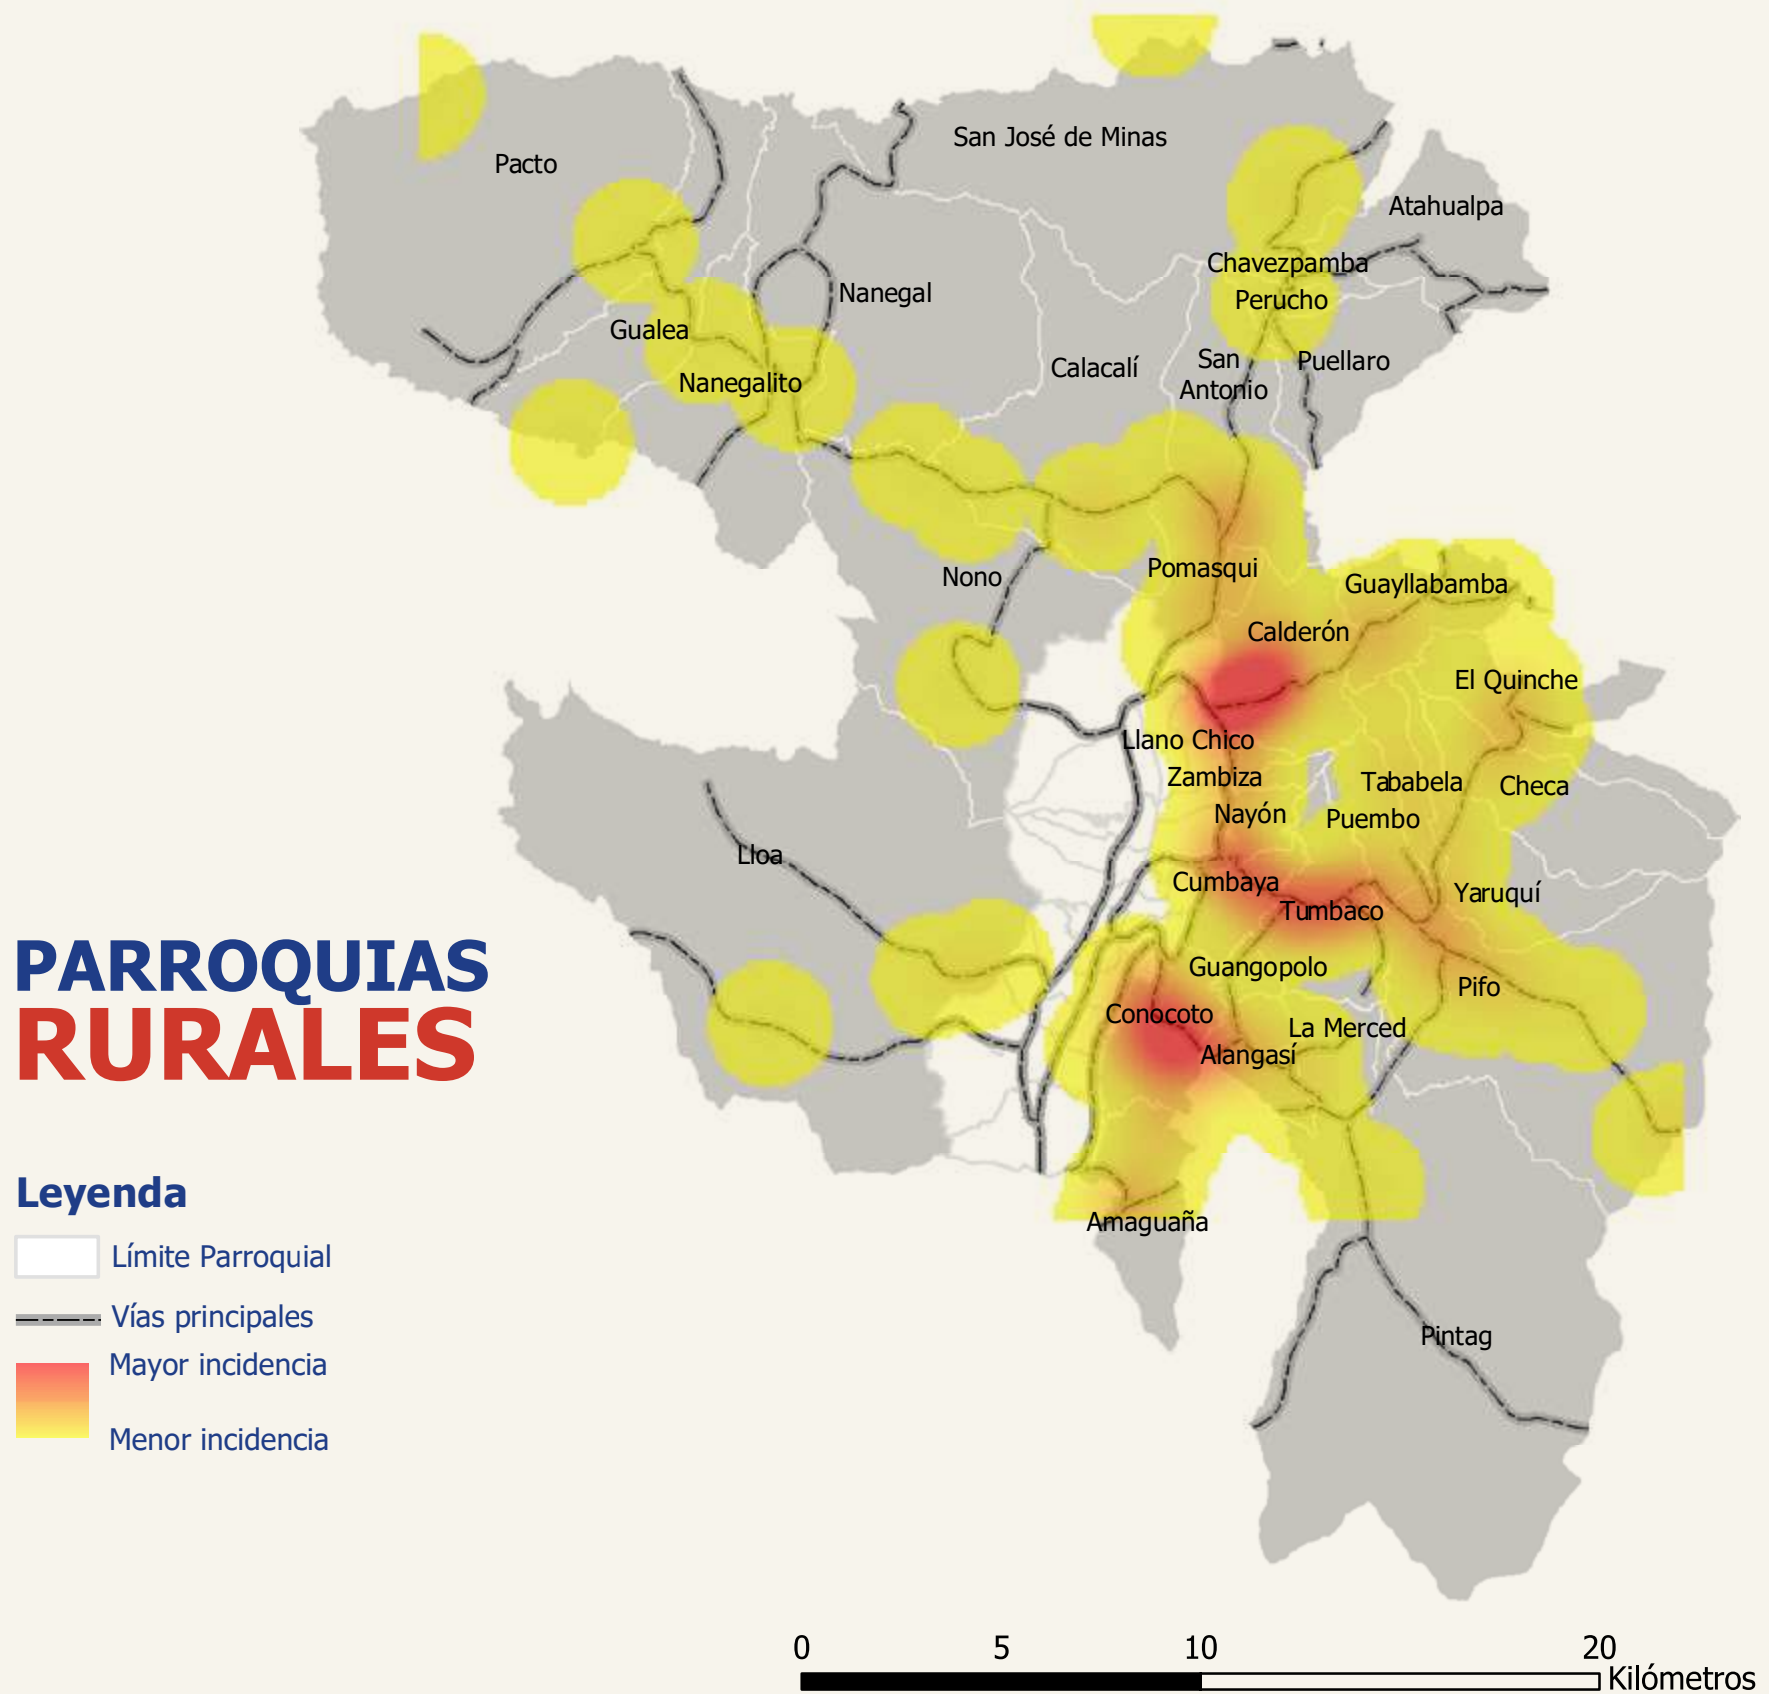 San José de Minas
Pacto
Atahualpa
Chavezpamba
Nanegal
Perucho
Gualea
San
Antonio
Puellaro
Calacalí
Nanegalito
Pomasqui
Nono
Guayllabamba
Calderón
El Quinche
Llano Chico
Zambiza
Tababela
Checa
Nayón
Puembo
Lloa
Cumbaya
Yaruquí
Tumbaco
Guangopolo
Pifo
Conocoto
La Merced
Alangasí
Amaguaña
Pintag
PARROQUIAS
RURALES
Leyenda
Límite Parroquial
Vías principales
Mayor incidencia
Menor incidencia
0 5 10 20
Kilómetros